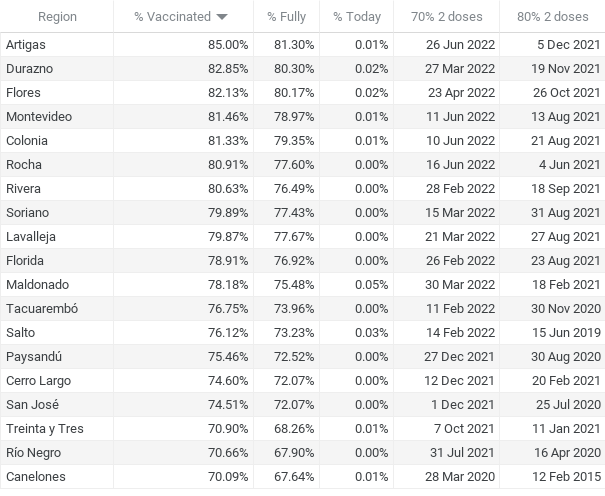 Region % Vaccinated % Fully % Today 70% 2 doses 80% 2 doses
Artigas 85.00% 81.30% 0.01% 26 Jun 2022 5 Dec 2021
Durazno 82.85% 80.30% 0.02% 27 Mar 2022 19 Nov 2021
Flores 82.13% 80.17% 0.02% 23 Apr 2022 26 Oct 2021
Montevideo 81.46% 78.97% 0.01% 11 Jun 2022 13 Aug 2021
Colonia 81.33% 79.35% 0.01% 10 Jun 2022 21 Aug 2021
Rocha 80.91% 77.60% 0.00% 16 Jun 2022 4 Jun 2021
Rivera 80.63% 76.49% 0.00% 28 Feb 2022 18 Sep 2021
Soriano 79.89% 77.43% 0.00% 15 Mar 2022 31 Aug 2021
Lavalleja 79.87% 77.67% 0.00% 21 Mar 2022 27 Aug 2021
Florida 78.91% 76.92% 0.00% 26 Feb 2022 23 Aug 2021
Maldonado 78.18% 75.48% 0.05% 30 Mar 2022 18 Feb 2021
Tacuarembó 76.75% 73.96% 0.00% 11 Feb 2022 30 Nov 2020
Salto 76.12% 73.23% 0.03% 14 Feb 2022 15 Jun 2019
Paysandú 75.46% 72.52% 0.00% 27 Dec 2021 30 Aug 2020
Cerro Largo 74.60% 72.07% 0.00% 12 Dec 2021 20 Feb 2021
San José 74.51% 72.07% 0.00% 1 Dec 2021 25 Jul 2020
Treinta y Tres 70.90% 68.26% 0.01% 7 Oct 2021 11 Jan 2021
Río Negro 70.66% 67.90% 0.00% 31 Jul 2021 16 Apr 2020
Canelones 70.09% 67.64% 0.01% 28 Mar 2020 12 Feb 2015